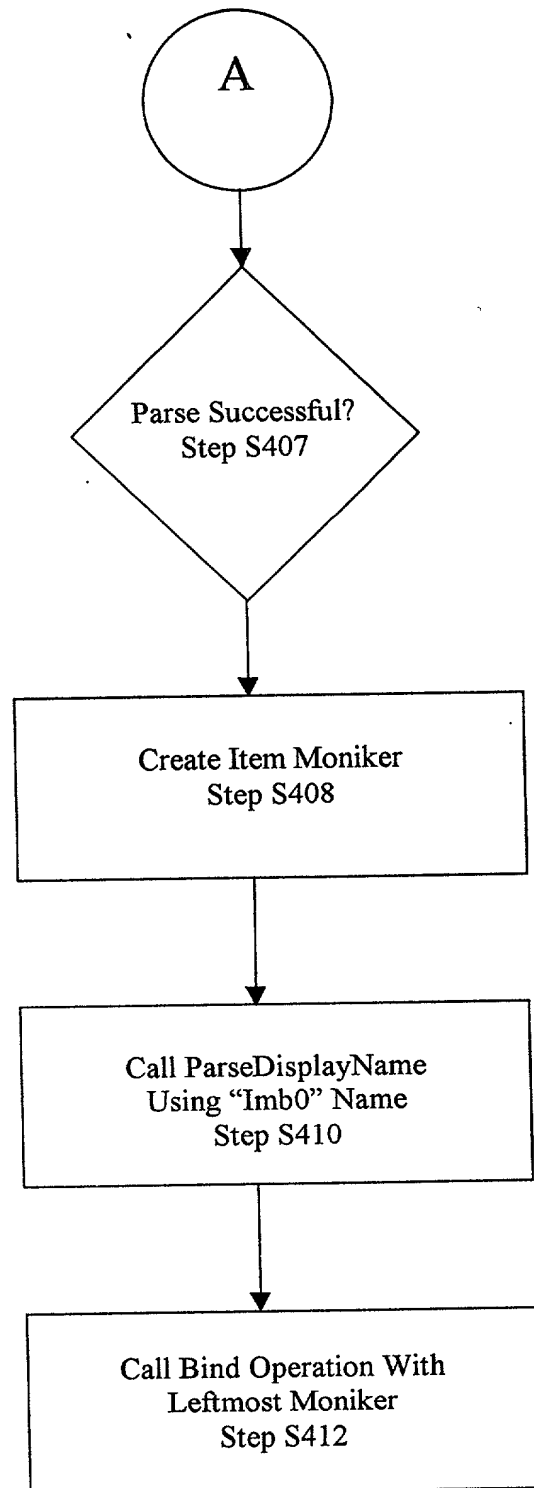 A
Parse Successful?
Step S407
Create Item Moniker
Step S408
Call ParseDisplayName
Using “Imb0” Name
Step S410
Call Bind Operation With
Leftmost Moniker
Step S412